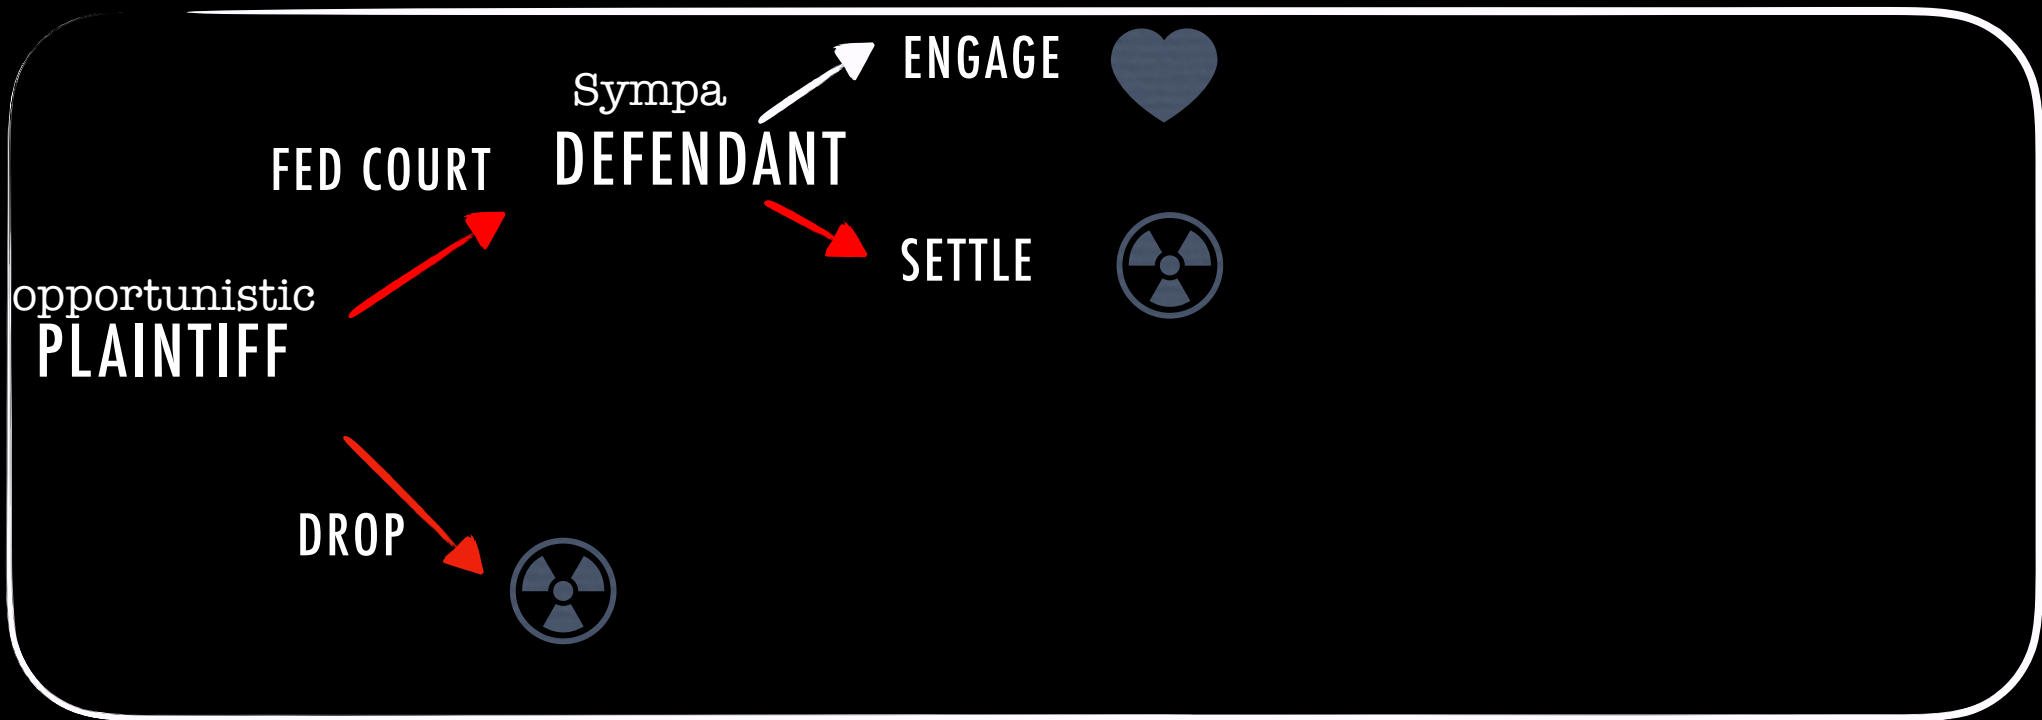 ENGAGE
Sympa
DEFENDANT
FED COURT
SETTLE
opportunistic
PLAINTIFF
DROP